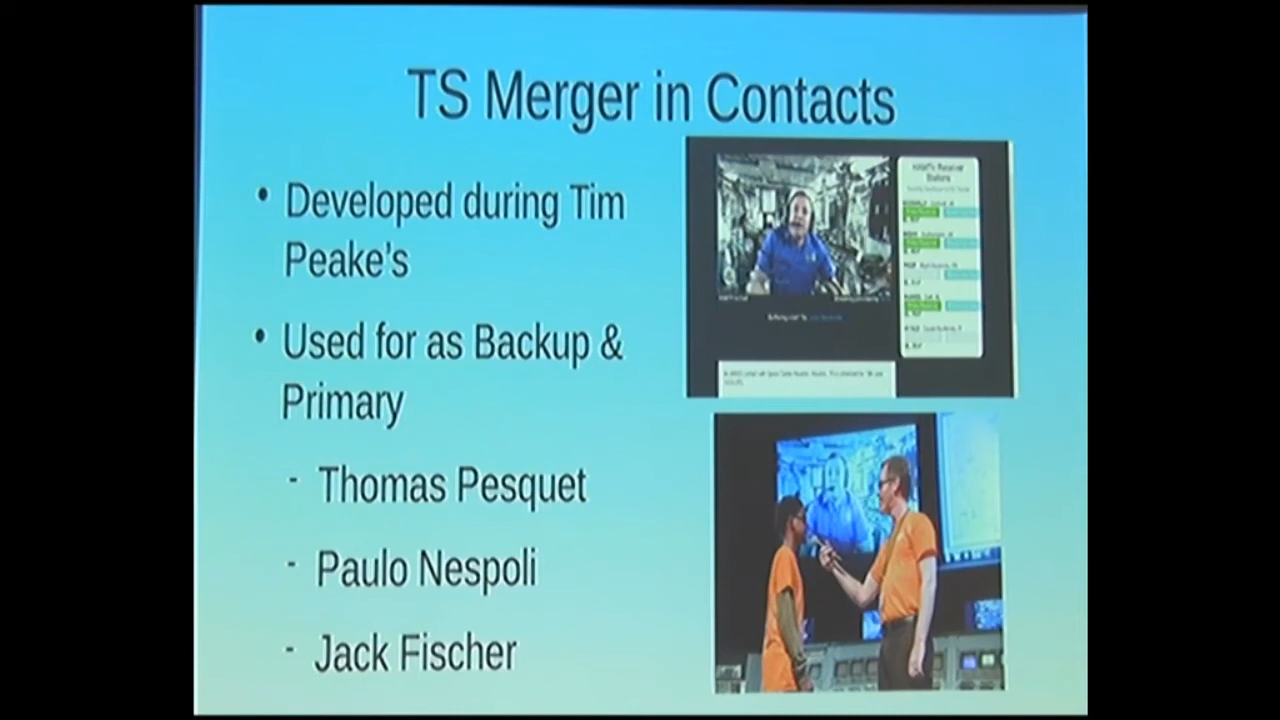 TS Merger in Contacts
• Developed during Tim
Peake's
• Used for as Backup &
Primary
- Thomas Pesquet
- Paulo Nespoli
- Jack Fischer